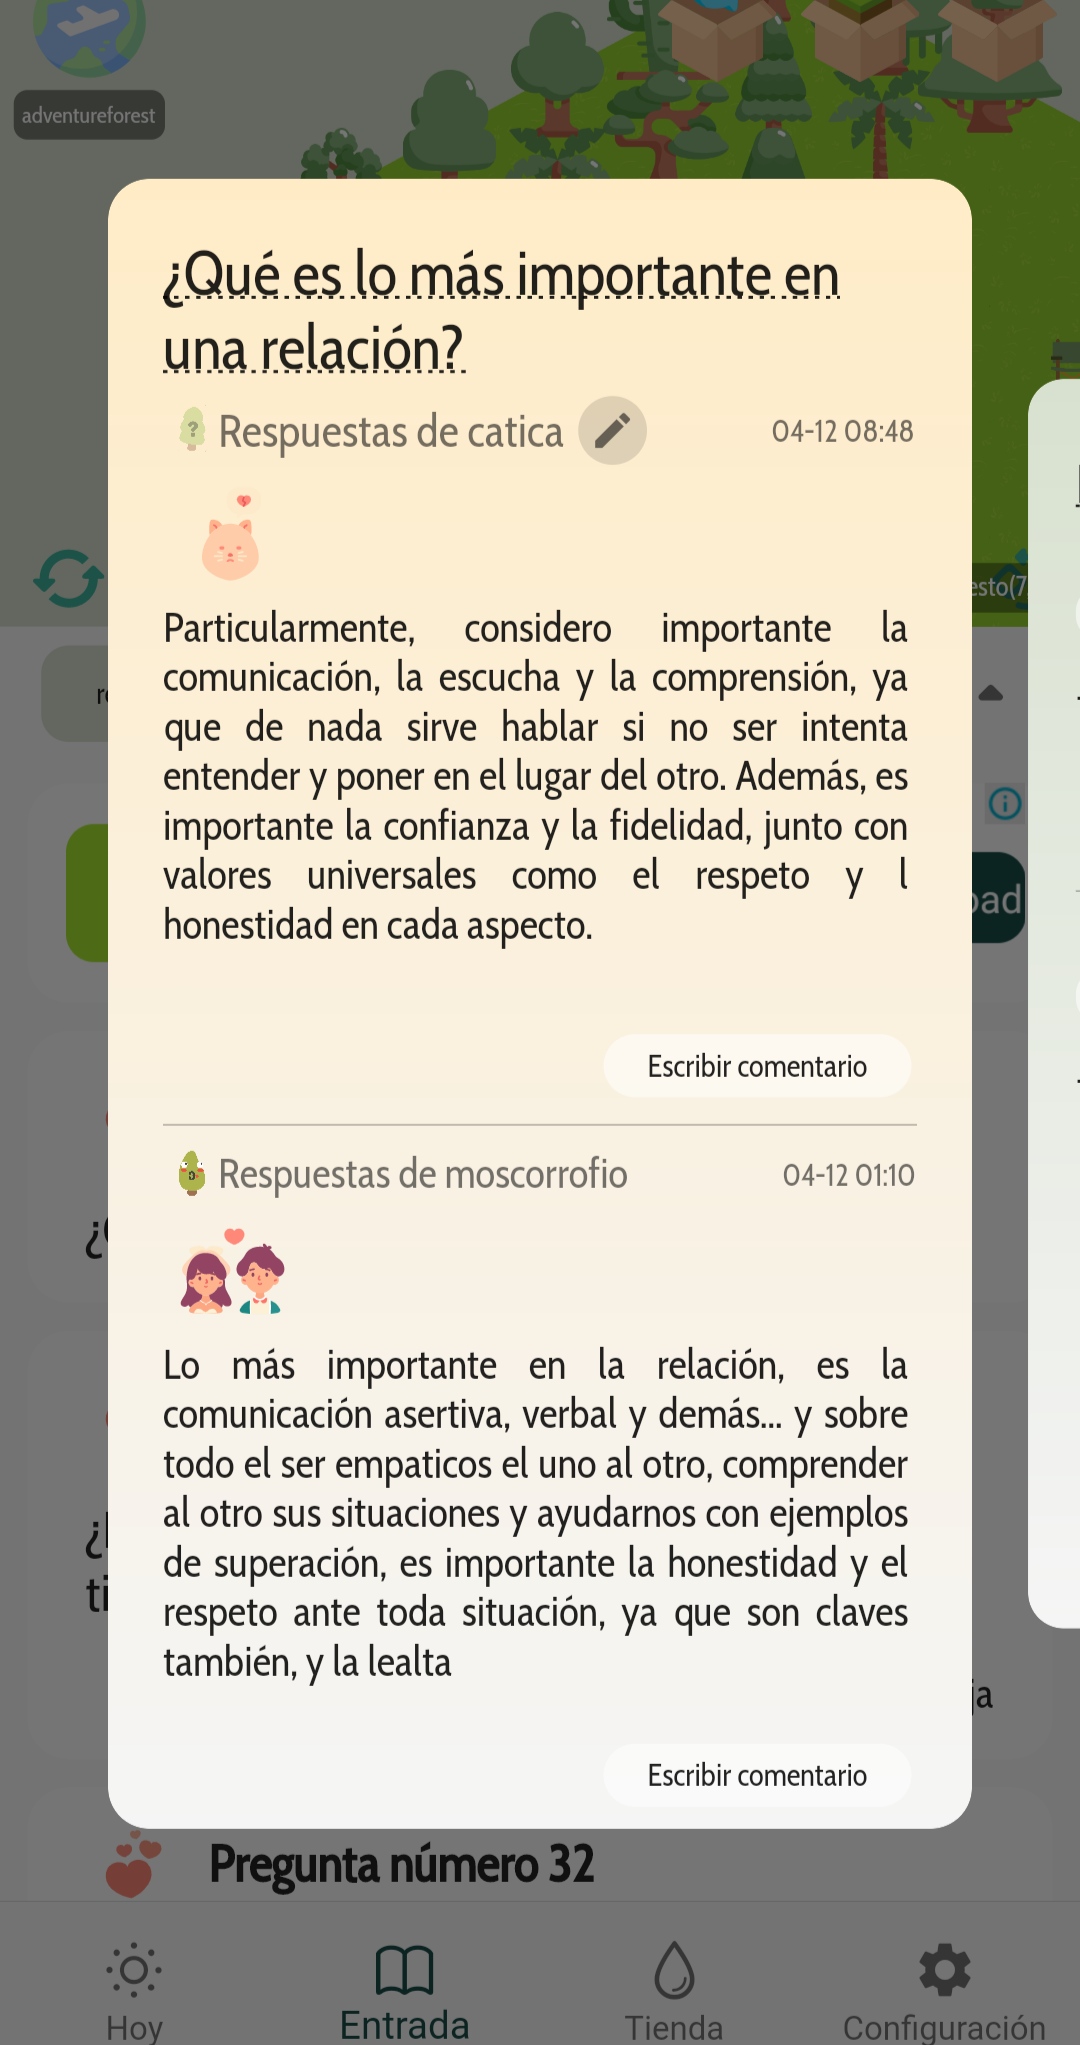 adventureforest
¿Qué es lo más importante en
una relación?
Respuestas de catica
04-12 08:48
Particularmente, considero importante la
comunicación, la escucha y la comprensión, ya
que de nada sirve hablar si no ser intenta
entender y poner en el lugar del otro. Además, es
importante la confianza y la fidelidad, junto con
valores universales como el respeto y l
honestidad en cada aspecto.
Escribir comentario
Respuestas de moscorrofio
04-12 01:10
Lo más importante en la relación, es la
comunicación asertiva, verbal y demás... y sobre
todo el ser empaticos el uno al otro, comprender
al otro sus situaciones y ayudarnos con ejemplos
de superación, es importante la honestidad y el
respeto ante toda situación, ya que son claves
también, y la lealta
Escribir comentario
Pregunta número 32
Hoy
Entrada
Tienda
Configuración